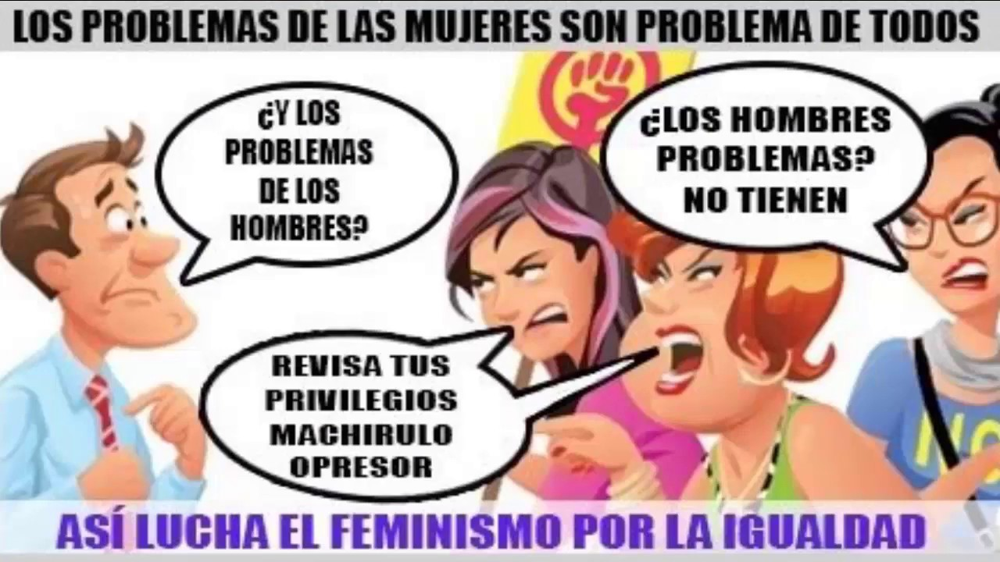 LOS PROBLEMAS DE LAS MUJERES SON PROBLEMA DE TODOS
¿Y LOS
PROBLEMAS
DE LOS
HOMBRES?
¿LOS HOMBRES
PROBLEMAS?
NO TIENEN
REVISA TUS
PRIVILEGIOS
MACHIRULO
OPRESOR
NO
ASÍ LUCHA EL FEMINISMO POR LA IGUALDAD